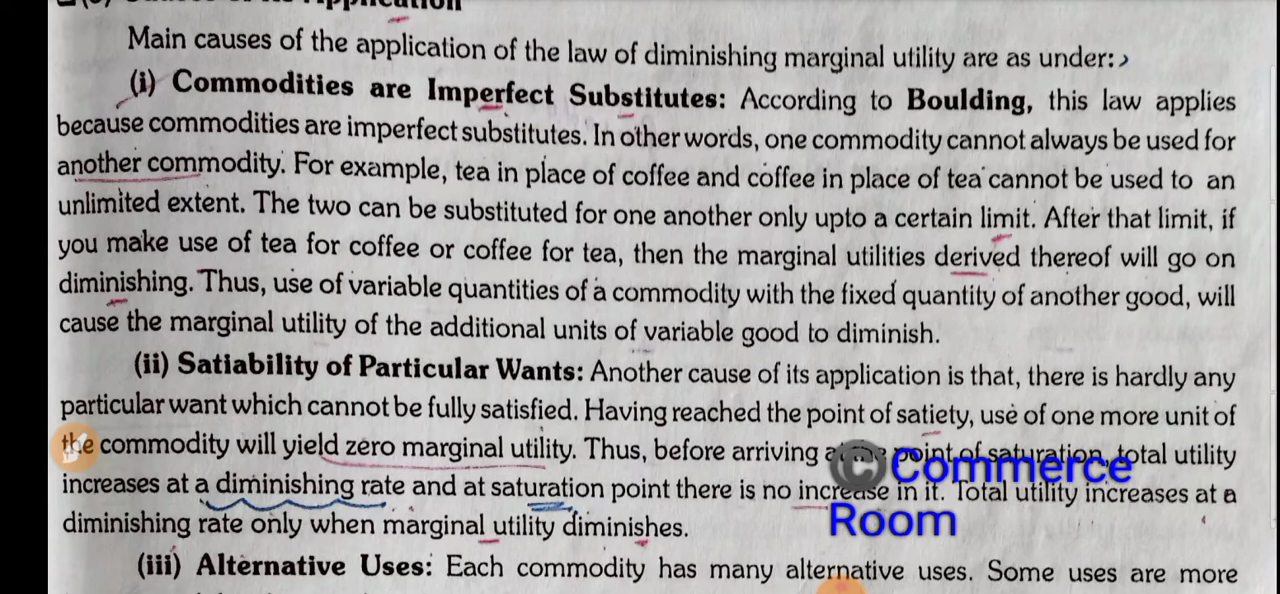 Main causes of the application of the law of diminishing marginal utility are as under:
(i) Commodities are Imperfect Substitutes: According to Boulding, this law applies
because commodities are imperfect substitutes. In other words, one commodity cannot always be used for
another commodity. For example, tea in place of coffee and coffee in place of tea cannot be used to an
unlimited extent. The two can be substituted for one another only upto a certain limit. After that limit, if
you make use of tea for coffee or coffee for tea, then the marginal utilities derived thereof will go on
diminishing. Thus, use of variable quantities of a commodity with the fixed quantity of another good, will
cause the marginal utility of the additional units of variable good to diminish.
(ii) Satiability of Particular Wants: Another cause of its application is that, there is hardly any
particular want which cannot be fully satisfied. Having reached the point of satiety, use of one more unit of
the commodity will yield zero marginal utility. Thus, before arriving at the point of saturation, total utility
increases at a diminishing rate and at saturation point there is no increase in it. Total utility increases at a
diminishing rate only when marginal utility diminishes.
(iii) Alternative Uses: Each commodity has many alternative uses. Some uses are more
© Commerce
Room